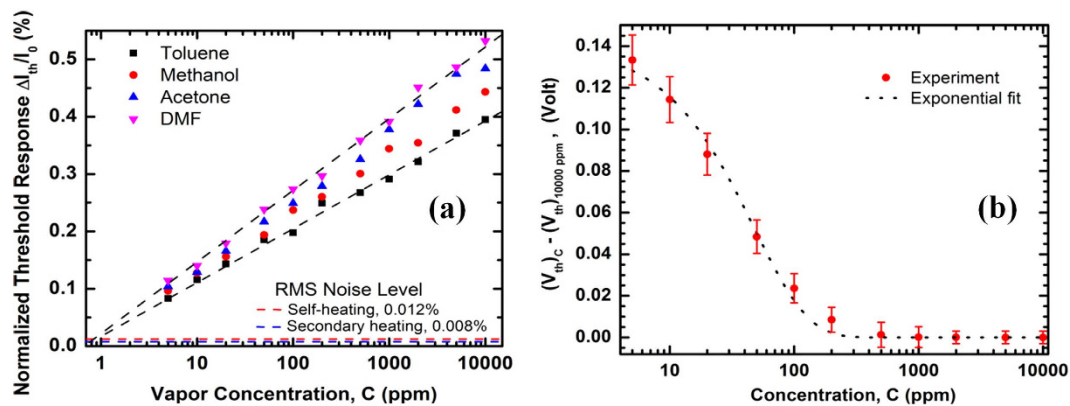 Normalized Threshold Response ΔI_th/I_0 (%)
0.5
0.4
0.3
0.2
0.1
0.0
Toluene
Methanol
Acetone
DMF
(a)
RMS Noise Level
Self-heating, 0.012%
Secondary heating, 0.008%
1 10 100 1000 10000
Vapor Concentration, C (ppm)
(V_th)_C - (V_th)_10000 ppm , (Volt)
0.14
0.12
0.10
0.08
0.06
0.04
0.02
0.00
Experiment
Exponential fit
(b)
10 100 1000 10000
Concentration, C (ppm)